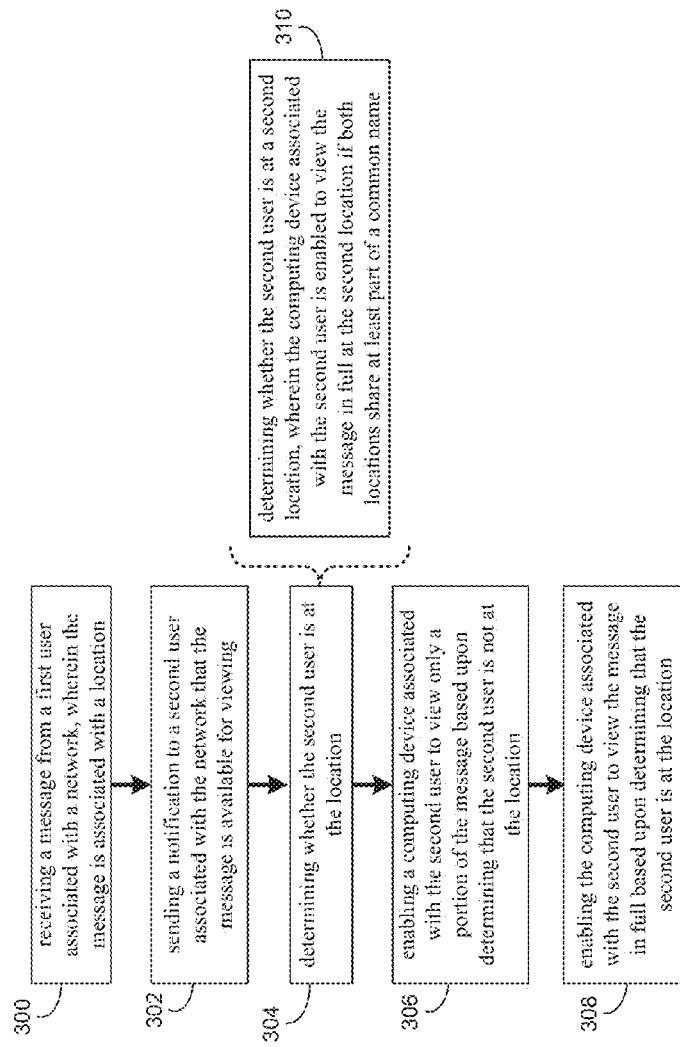 300
receiving a message from a first user
associated with a network, wherein the
message is associated with a location
302
sending a notification to a second user
associated with the network that the
message is available for viewing
304
determining whether the second user is at
the location
306
enabling a computing device associated
with the second user to view only a
portion of the message based upon
determining that the second user is not at
the location
308
enabling the computing device associated
with the second user to view the message
in full based upon determining that the
second user is at the location
310
determining whether the second user is at a second
location, wherein the computing device associated
with the second user is enabled to view the
message in full at the second location if both
locations share at least part of a common name